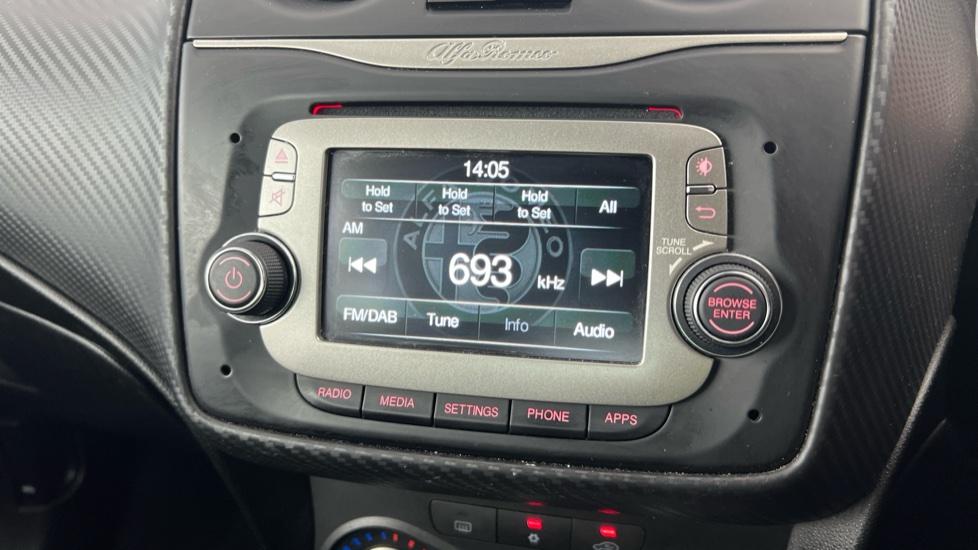 Alfa Romeo
14:05
Hold to Set Hold to Set Hold to Set All
AM
693 kHz
FM/DAB Tune Info Audio
TUNE
SCROLL
BROWSE
ENTER
RADIO MEDIA SETTINGS PHONE APPS